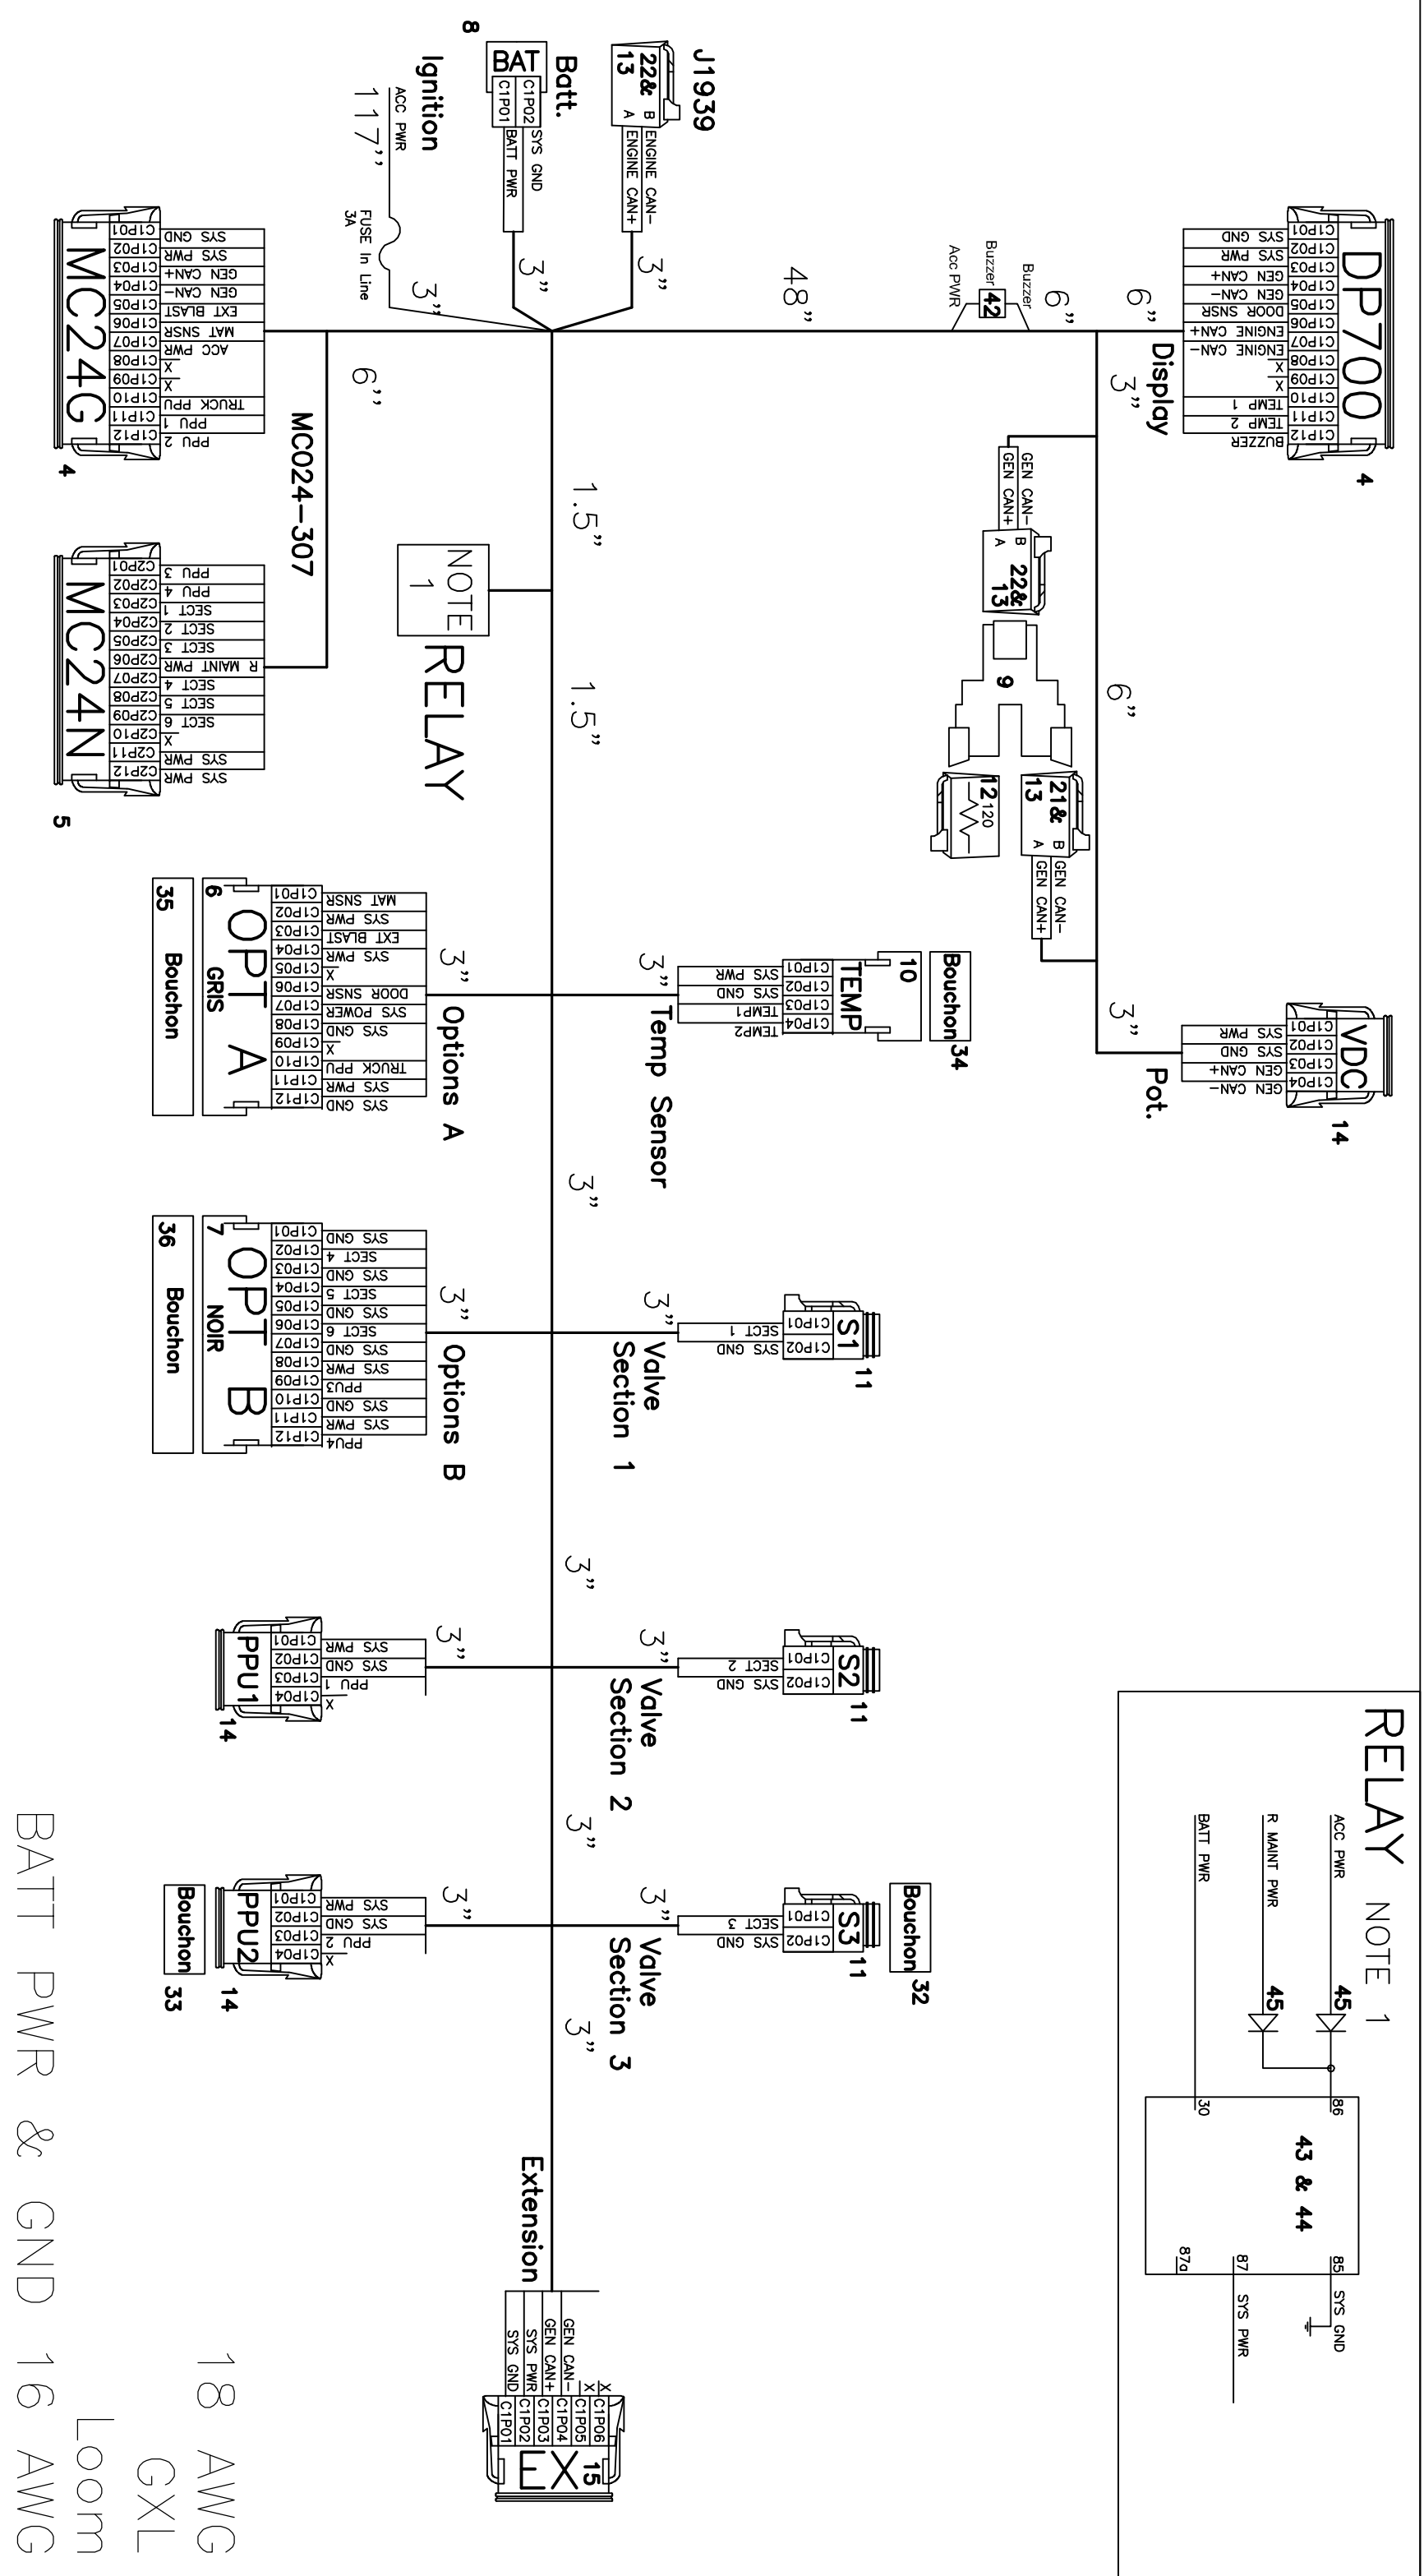 J1939
22&
13
B
A
ENGINE CAN-
ENGINE CAN+
3"
Batt.
8
BAT
C1P02
C1P01
SYS GND
BATT PWR
3"
Ignition
ACC PWR
117"
FUSE In Line
3A
3"
DP700
4
C1P01
C1P02
C1P03
C1P04
C1P05
C1P06
C1P07
C1P08
C1P09
C1P10
C1P11
C1P12
SYS GND
SYS PWR
GEN CAN+
GEN CAN-
DOOR SNSR
ENGINE CAN+
ENGINE CAN-
X
X
TEMP 1
TEMP 2
BUZZER
Display
6"
3"
6"
Buzzer
42
Buzzer
Acc PWR
48"
GEN CAN-
GEN CAN+
B
A
22&
13
9
6"
12
120
21&
13
B
A
GEN CAN-
GEN CAN+
VDC
14
C1P01
C1P02
C1P03
C1P04
SYS PWR
SYS GND
GEN CAN+
GEN CAN-
3"
Pot.
MC24G
4
C1P01
C1P02
C1P03
C1P04
C1P05
C1P06
C1P07
C1P08
C1P09
C1P10
C1P11
C1P12
SYS GND
SYS PWR
GEN CAN+
GEN CAN-
EXT BLAST
MAT SNSR
ACC PWR
X
X
TRUCK PPU
PPU 1
PPU 2
6"
MC024-307
MC24N
5
C2P01
C2P02
C2P03
C2P04
C2P05
C2P06
C2P07
C2P08
C2P09
C2P10
C2P11
C2P12
PPU 3
PPU 4
SECT 1
SECT 2
SECT 3
R MAINT PWR
SECT 4
SECT 5
SECT 6
X
SYS PWR
SYS PWR
1.5"
NOTE
1
RELAY
1.5"
Bouchon
34
10
TEMP
C1P01
C1P02
C1P03
C1P04
SYS PWR
SYS GND
TEMP1
TEMP2
3"
Temp Sensor
3"
Options A
C1P01
C1P02
C1P03
C1P04
C1P05
C1P06
C1P07
C1P08
C1P09
C1P10
C1P11
C1P12
MAT SNSR
SYS PWR
EXT BLAST
SYS PWR
X
DOOR SNSR
SYS POWER
SYS GND
X
TRUCK PPU
SYS PWR
SYS GND
6
OPT A
GRIS
35
Bouchon
3"
S1
11
C1P01
C1P02
SECT 1
SYS GND
3"
Valve
Section 1
3"
Options B
C1P01
C1P02
C1P03
C1P04
C1P05
C1P06
C1P07
C1P08
C1P09
C1P10
C1P11
C1P12
SYS GND
SECT 4
SYS GND
SECT 5
SYS GND
SECT 6
SYS GND
SYS PWR
PPU3
SYS GND
SYS PWR
PPU4
7
OPT B
NOIR
36
Bouchon
3"
S2
11
C1P01
C1P02
SECT 2
SYS GND
3"
Valve
Section 2
3"
C1P01
C1P02
C1P03
C1P04
SYS PWR
SYS GND
PPU 1
X
PPU1
14
3"
Bouchon
32
S3
11
C1P01
C1P02
SECT 3
SYS GND
3"
Valve
Section 3
3"
C1P01
C1P02
C1P03
C1P04
SYS PWR
SYS GND
PPU 2
X
PPU2
14
Bouchon
33
3"
Extension
GEN CAN-
GEN CAN+
SYS PWR
SYS GND
X
X
C1P06
C1P05
C1P04
C1P03
C1P02
C1P01
EX
15
RELAY NOTE 1
ACC PWR
R MAINT PWR
BATT PWR
45
45
86
30
43 & 44
85
87
87a
SYS GND
SYS PWR
18 AWG
GXL
Loom
BATT PWR & GND 16 AWG